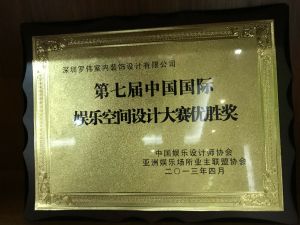 深圳罗伟室内装饰设计有限公司
第七届中国国际
娱乐空间设计大赛优胜奖
中国娱乐设计师协会
亚洲娱乐场所业主联盟协会
二〇一三年四月